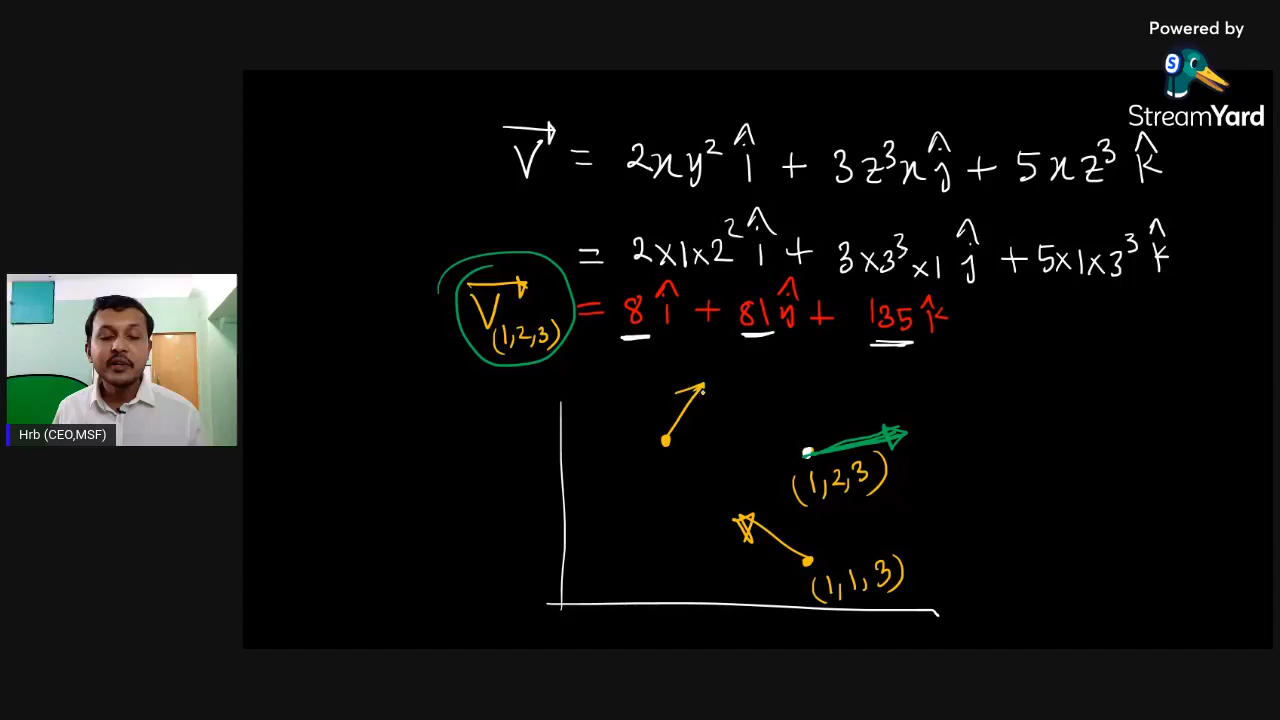 Powered by
StreamYard
V⃗ = 2xy² î + 3z³x ĵ + 5xz³ k̂
= 2×1×2² î + 3×3³×1 ĵ + 5×1×3³ k̂
V⃗(1,2,3) = 8 î + 81 ĵ + 135 k̂
Hrb (CEO,MSF)
(1,2,3)
(1,1,3)